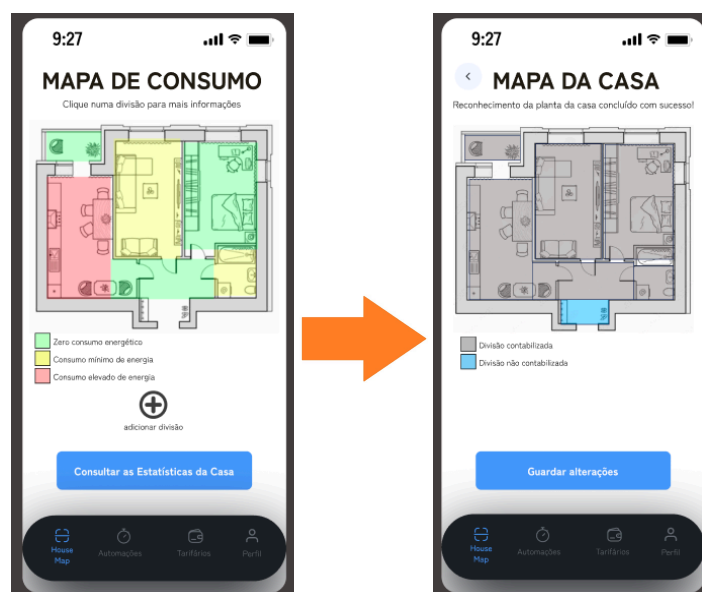 9:27
MAPA DE CONSUMO
Clique numa divisão para mais informações
Zero consumo energético
Consumo mínimo de energia
Consumo elevado de energia
adicionar divisão
Consultar as Estatísticas da Casa
House Map
Automações
Tarifários
Perfil
9:27
MAPA DA CASA
Reconhecimento da planta da casa concluído com sucesso!
Divisão contabilizada
Divisão não contabilizada
Guardar alterações
House Map
Automações
Tarifários
Perfil